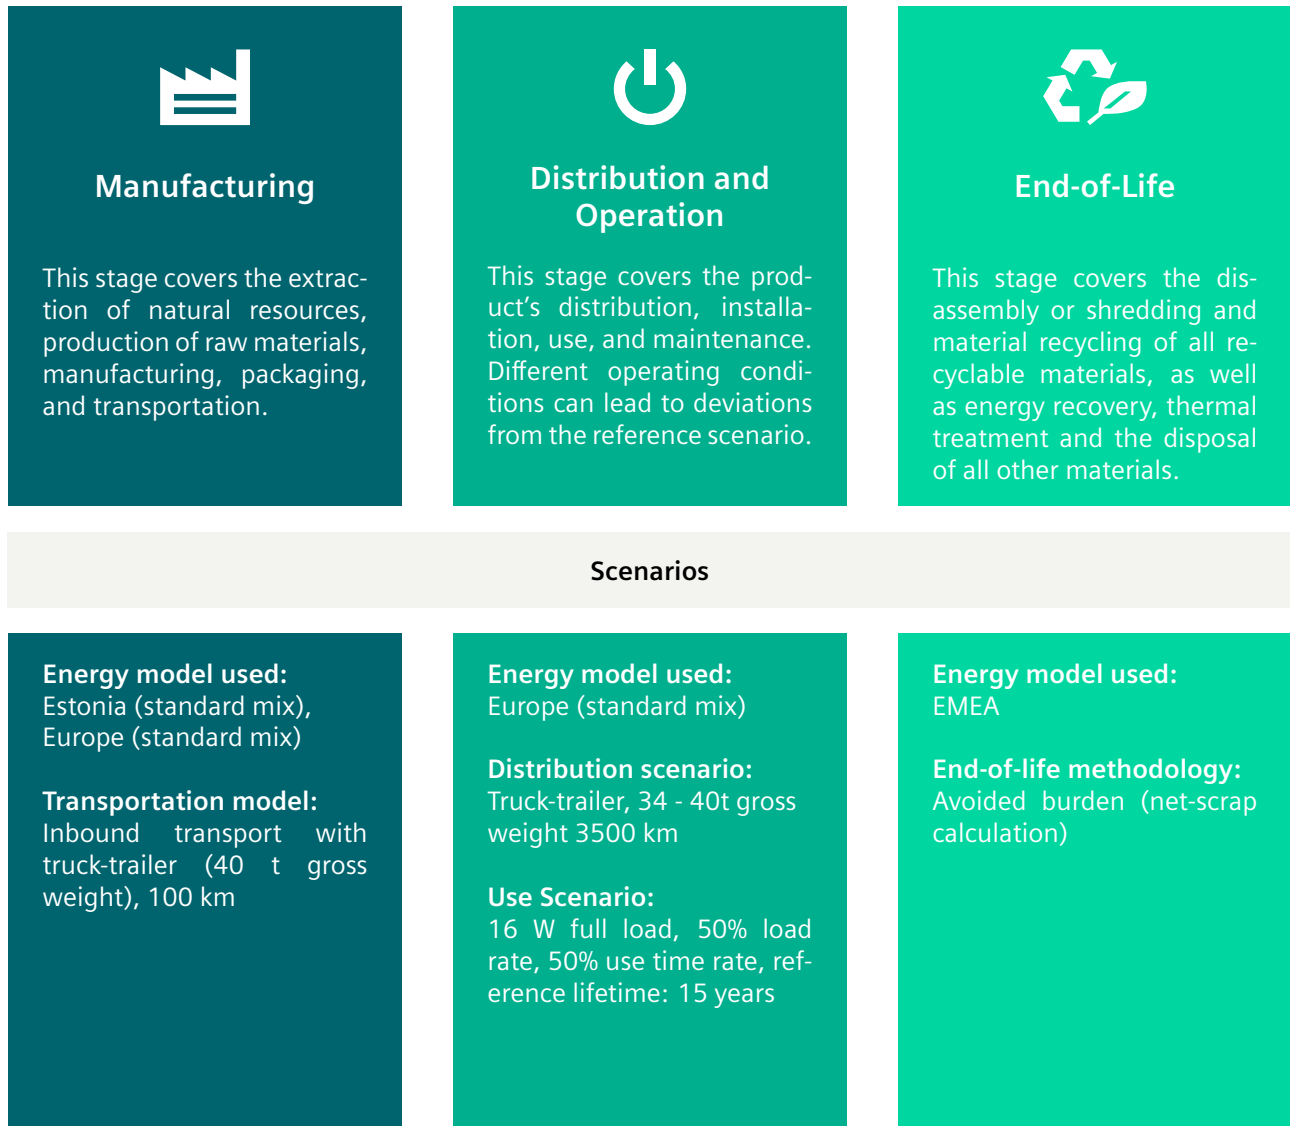 Manufacturing
This stage covers the extrac-
tion of natural resources,
production of raw materials,
manufacturing, packaging,
and transportation.
Distribution and
Operation
This stage covers the prod-
uct's distribution, installa-
tion, use, and maintenance.
Different operating condi-
tions can lead to deviations
from the reference scenario.
End-of-Life
This stage covers the dis-
assembly or shredding and
material recycling of all re-
cyclable materials, as well
as energy recovery, thermal
treatment and the disposal
of all other materials.
Scenarios
Energy model used:
Estonia (standard mix),
Europe (standard mix)
Transportation model:
Inbound transport with
truck-trailer (40 t gross
weight), 100 km
Energy model used:
Europe (standard mix)
Distribution scenario:
Truck-trailer, 34 - 40t gross
weight 3500 km
Use Scenario:
16 W full load, 50% load
rate, 50% use time rate, ref-
erence lifetime: 15 years
Energy model used:
EMEA
End-of-life methodology:
Avoided burden (net-scrap
calculation)